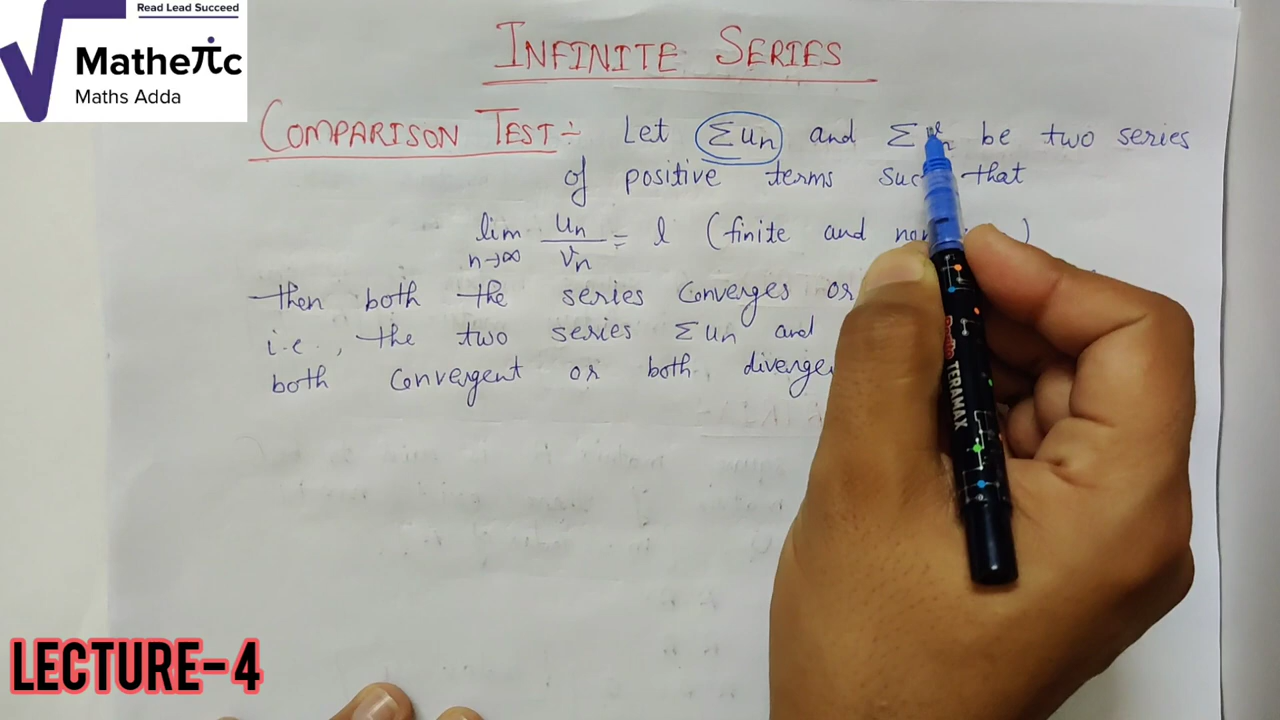 Read Lead Succeed
Matheπc
Maths Adda
INFINITE SERIES
COMPARISON TEST :- Let Σun and Σvn be two series
of positive terms such that
lim n→∞ un/vn = l (finite and
then both the series converges or
i.e., the two series Σun and
both convergent or both
TERAMAX
LECTURE-4